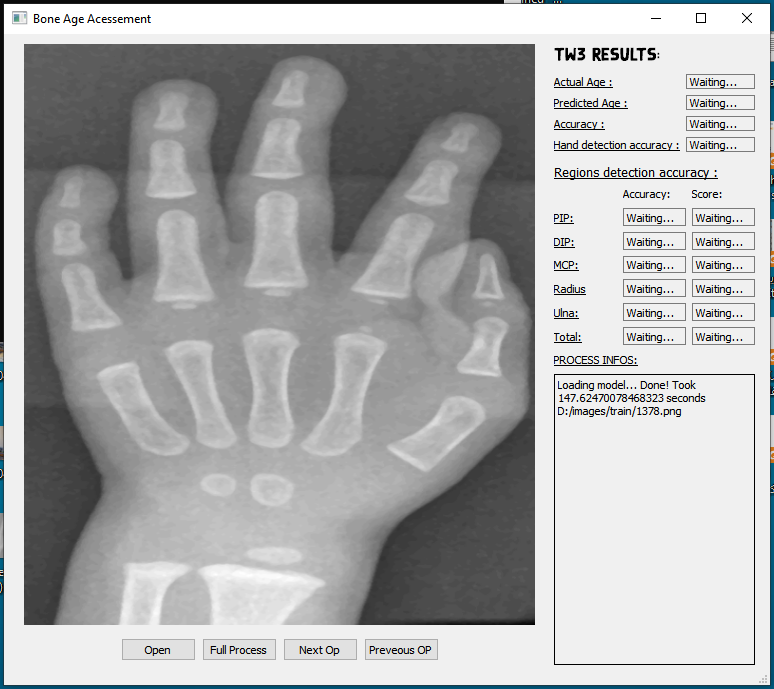 Bone Age Acessement
TW3 RESULTS:
Actual Age : Waiting...
Predicted Age : Waiting...
Accuracy : Waiting...
Hand detection accuracy : Waiting...
Regions detection accuracy :
Accuracy: Score:
PIP: Waiting... Waiting...
DIP: Waiting... Waiting...
MCP: Waiting... Waiting...
Radius Waiting... Waiting...
Ulna: Waiting... Waiting...
Total: Waiting... Waiting...
PROCESS INFOS:
Loading model... Done! Took
147.62470078468323 seconds
D:/images/train/1378.png
Open Full Process Next Op Preveous OP